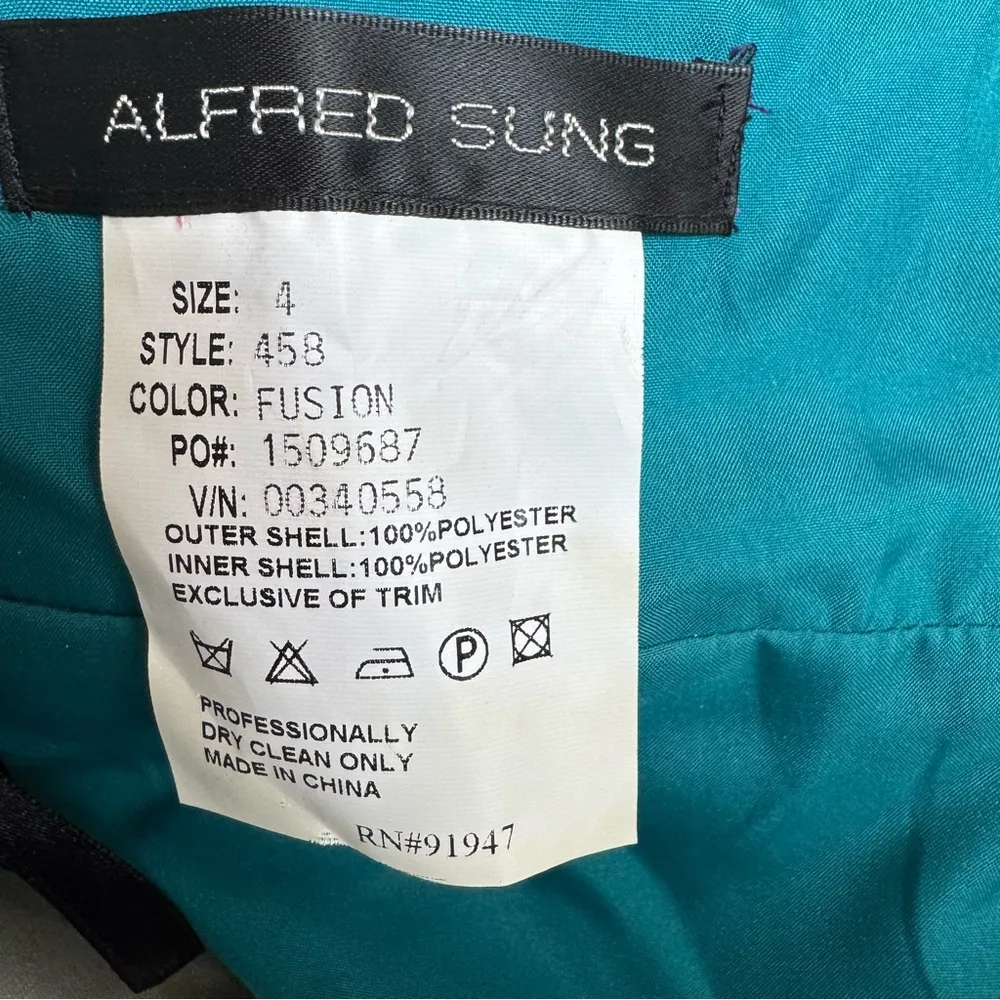 ALFRED SUNG
SIZE: 4
STYLE: 458
COLOR: FUSION
PO#: 1509687
V/N: 00340558
OUTER SHELL:100%POLYESTER
INNER SHELL:100%POLYESTER
EXCLUSIVE OF TRIM
P
PROFESSIONALLY
DRY CLEAN ONLY
MADE IN CHINA
RN#91947